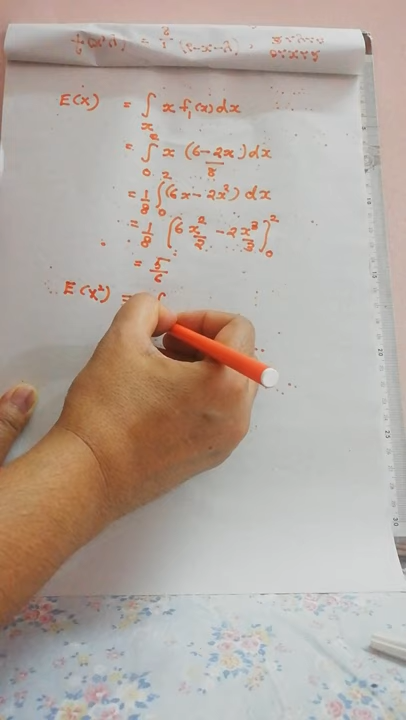 E(x) = ∫ₓ x f₁(x) dx
= ∫₀² x (6-2x)/8 dx
= 1/8 ∫₀² (6x - 2x²) dx
= 1/8 [6 x²/2 - 2 x³/3]₀²
= 5/6
E(x²) = ∫